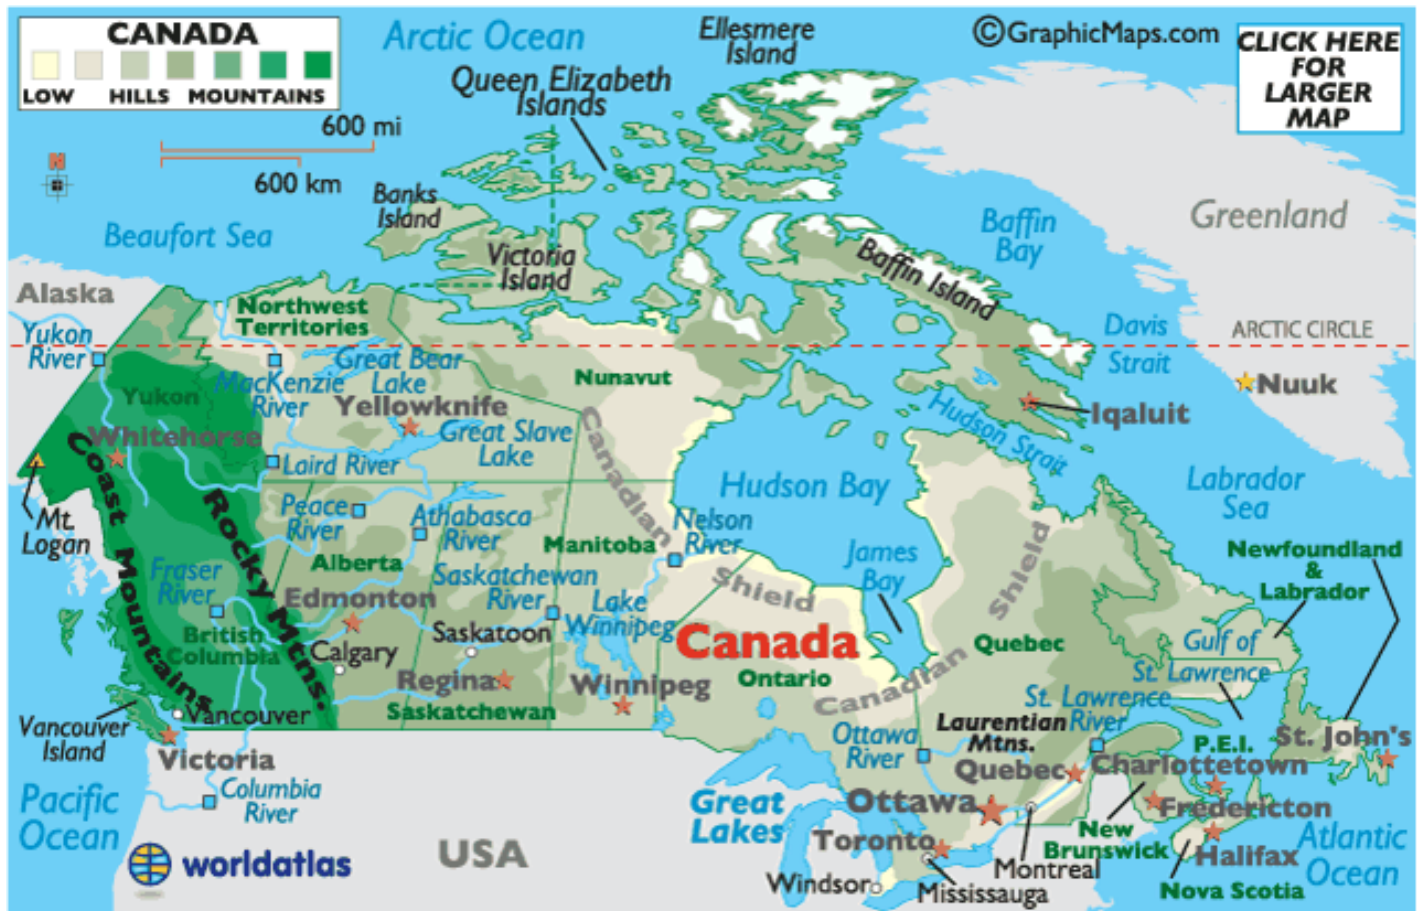 CANADA
LOW HILLS MOUNTAINS
600 mi
600 km
N
Arctic Ocean
Ellesmere
Island
©GraphicMaps.com
CLICK HERE
FOR
LARGER
MAP
Queen Elizabeth
Islands
Banks
Island
Beaufort Sea
Victoria
Island
Baffin
Bay
Greenland
Baffin Island
Alaska
Northwest
Territories
Yukon
River
Davis
Strait
ARCTIC CIRCLE
Great Bear
Lake
MacKenzie
River
Nunavut
Nuuk
Yukon
Yellowknife
Iqaluit
Hudson Strait
Whitehorse
Great Slave
Lake
Canadian
Shield
Laird River
Hudson Bay
Labrador
Sea
Coast Mountains
Rocky Mtns.
Mt.
Logan
Peace
River
Athabasca
River
Nelson
River
Manitoba
James
Bay
Canadian
Shield
Newfoundland
&
Labrador
Alberta
Fraser
River
Saskatchewan
River
Lake
Winnipeg
Edmonton
British
Columbia
Saskatoon
Calgary
Canada
Quebec
Gulf of
St. Lawrence
Regina
Winnipeg
Ontario
Saskatchewan
St. Lawrence
River
Laurentian
Mtns.
Vancouver
Vancouver
Island
Ottawa
River
P.E.I.
St. John's
Victoria
Quebec
Charlottetown
Columbia
River
Pacific
Ocean
Great
Lakes
Ottawa
Fredericton
New
Brunswick
Atlantic
Ocean
Toronto
Montreal
Halifax
worldatlas
USA
Windsor
Mississauga
Nova Scotia